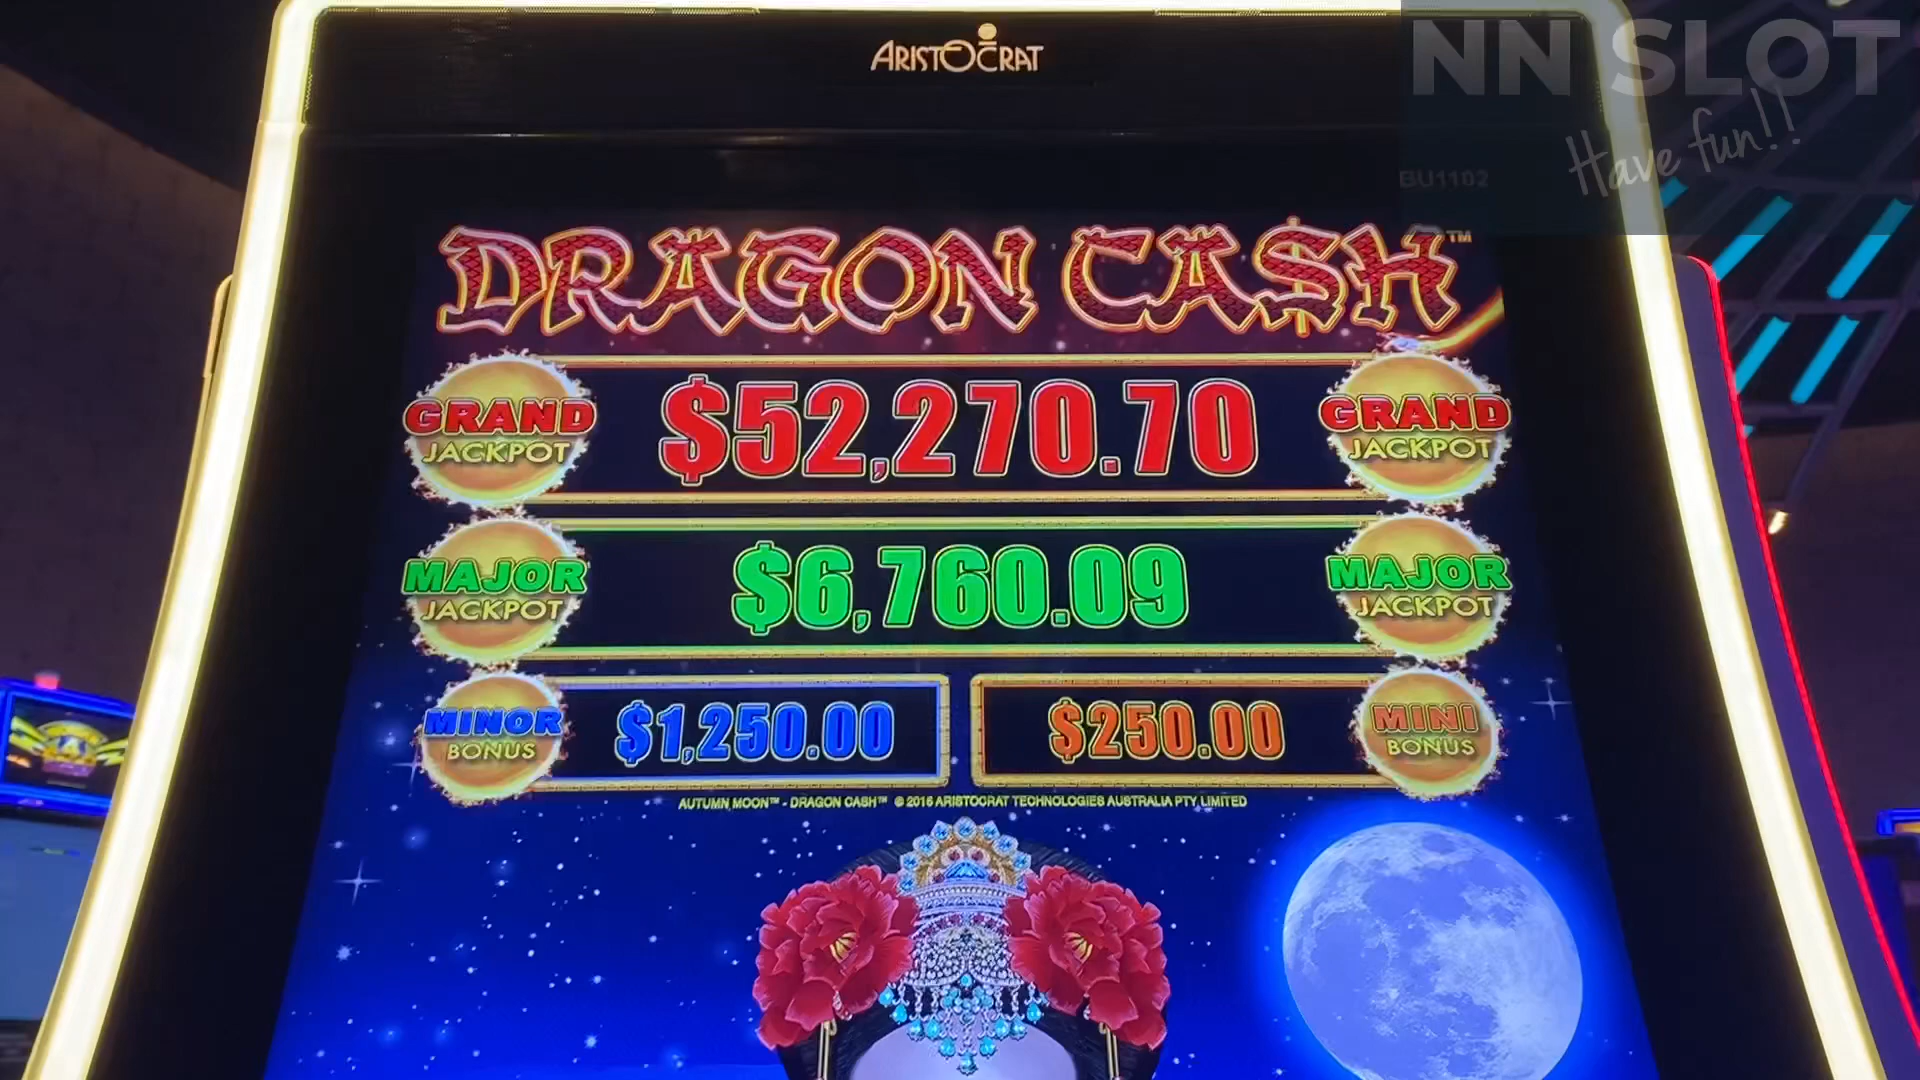 ARISTOCRAT
NN SLOT
Have fun!!
BU1102
DRAGON CA$H™
GRAND
JACKPOT
$52,270.70
GRAND
JACKPOT
MAJOR
JACKPOT
$6,760.09
MAJOR
JACKPOT
MINOR
BONUS
$1,250.00
$250.00
MINI
BONUS
AUTUMN MOON™ - DRAGON CASH™ © 2016 ARISTOCRAT TECHNOLOGIES AUSTRALIA PTY LIMITED